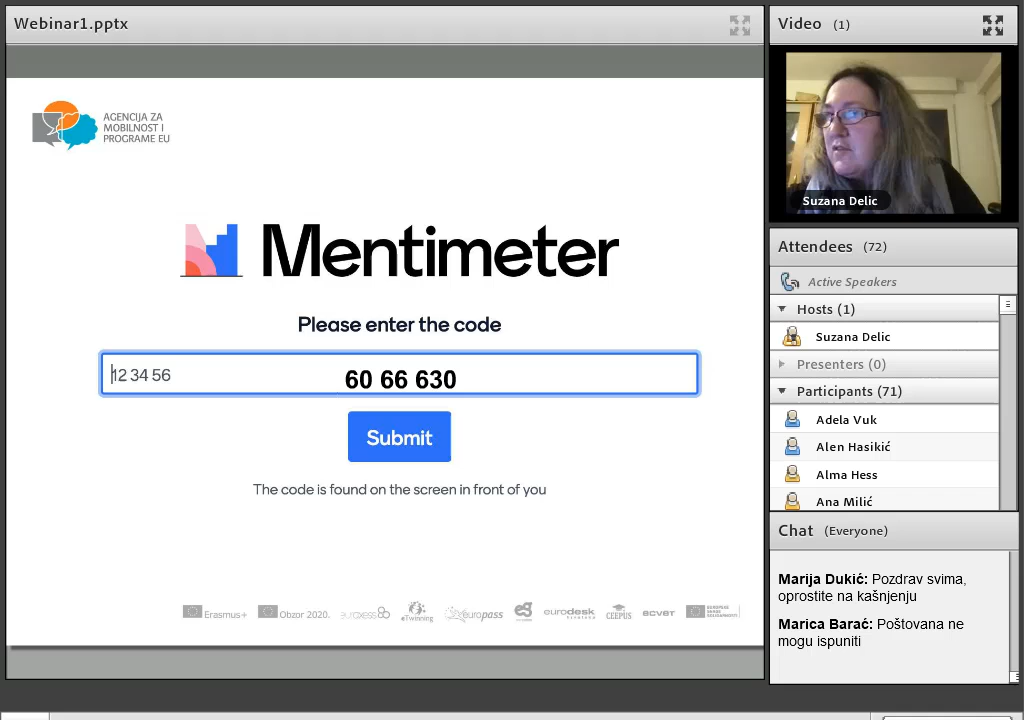 Webinar1.pptx
AGENCIJA ZA
MOBILNOST I
PROGRAME EU
Mentimeter
Please enter the code
12 34 56
60 66 630
Submit
The code is found on the screen in front of you
Erasmus+
Obzor 2020.
euraxess
eTwinning
europass
eurodesk
CEEPUS
ecvet
Video (1)
Suzana Delic
Attendees (72)
Active Speakers
Hosts (1)
Suzana Delic
Presenters (0)
Participants (71)
Adela Vuk
Alen Hasikić
Alma Hess
Ana Milić
Chat (Everyone)
Marija Dukić: Pozdrav svima,
oprostite na kašnjenju
Marica Barać: Poštovana ne
mogu ispuniti